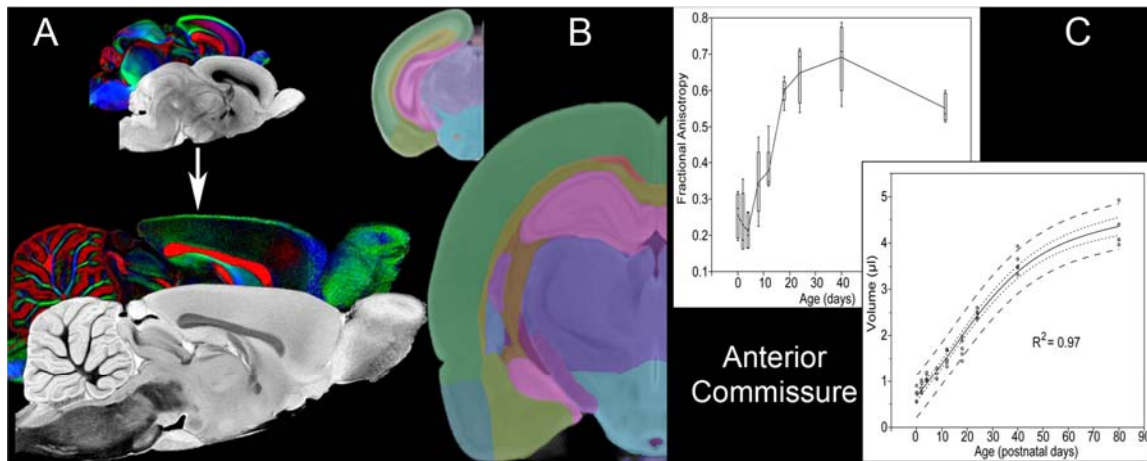 A
B
C
Fractional Anisotropy
0.8
0.7
0.6
0.5
0.4
0.3
0.2
0.1
0
10
20
30
40
Age (days)
Volume (µl)
5
4
3
2
1
0
R²= 0.97
0
10
20
30
40
50
60
70
80
90
Age (postnatal days)
Anterior
Commissure